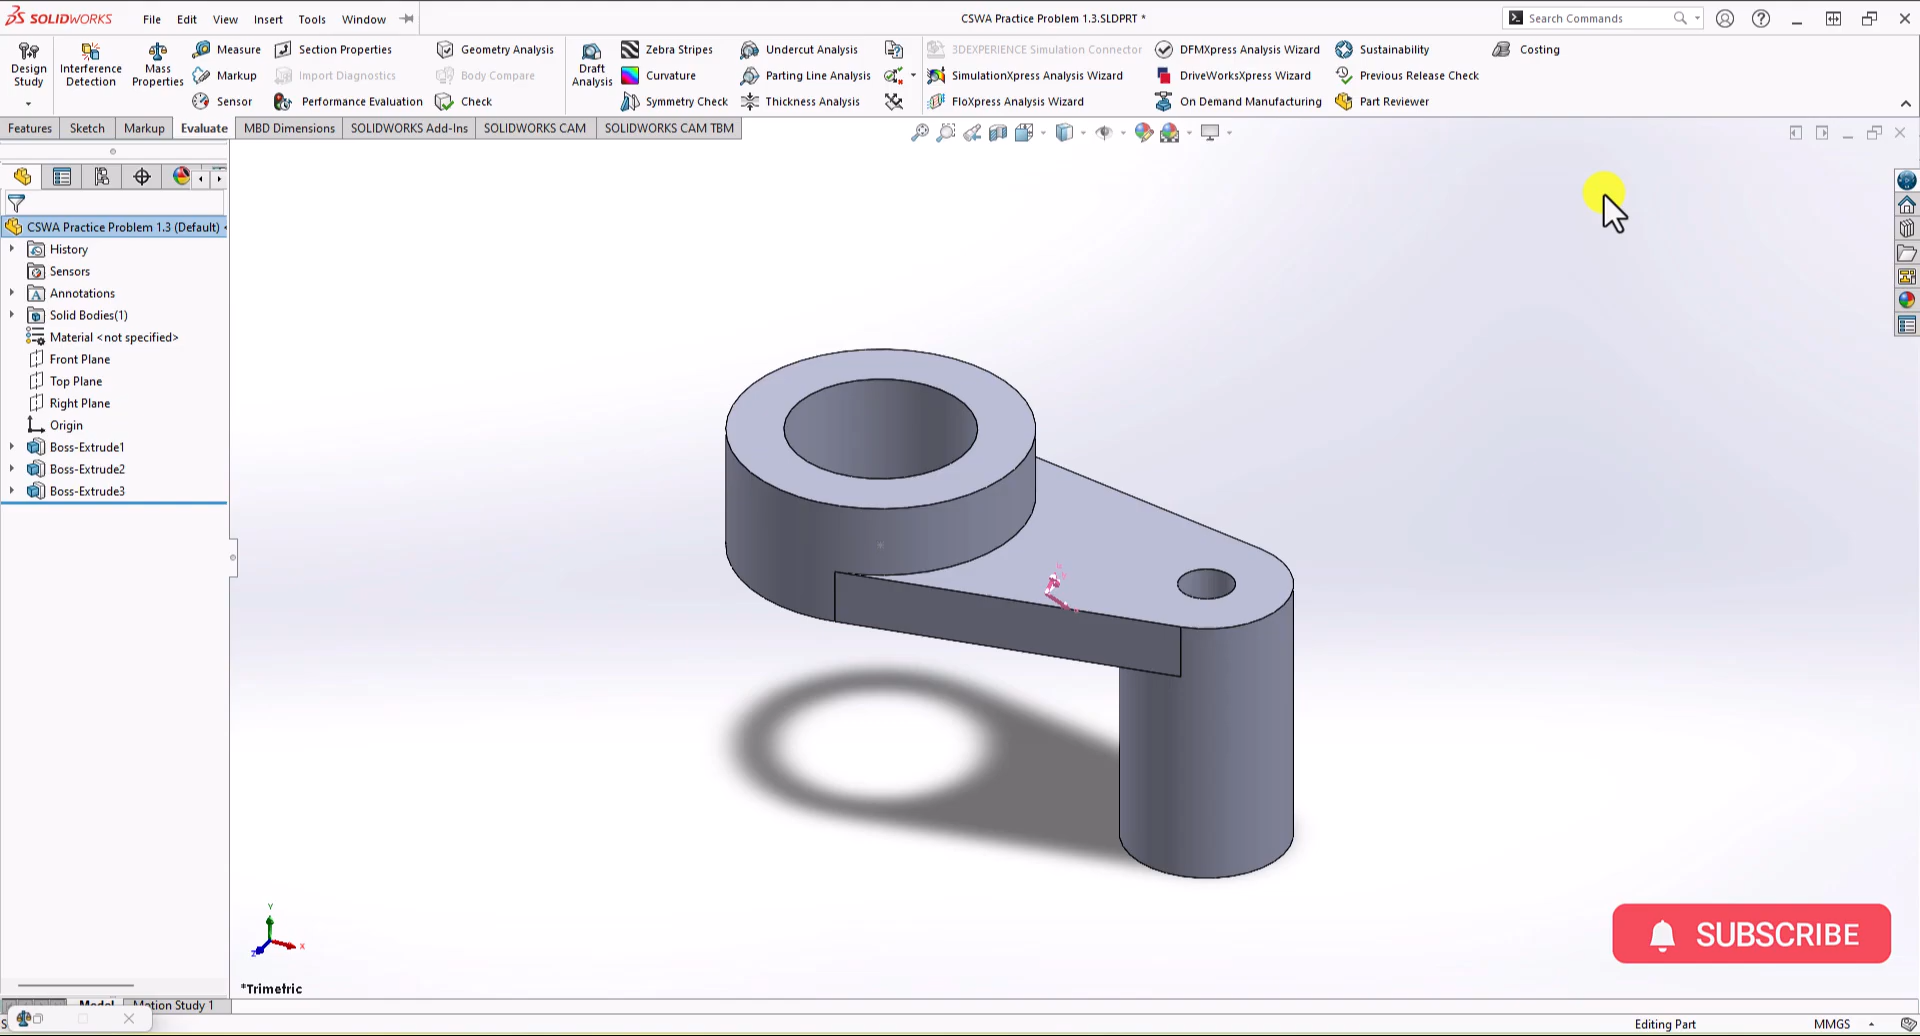 SOLIDWORKS File Edit View Insert Tools Window
CSWA Practice Problem 1.3.SLDPRT *
Search Commands
Design Study
Interference Detection
Mass Properties
Measure
Markup
Sensor
Section Properties
Import Diagnostics
Performance Evaluation
Geometry Analysis
Body Compare
Check
Draft Analysis
Zebra Stripes
Curvature
Symmetry Check
Undercut Analysis
Parting Line Analysis
Thickness Analysis
3DEXPERIENCE Simulation Connector
SimulationXpress Analysis Wizard
FloXpress Analysis Wizard
DFMXpress Analysis Wizard
DriveWorksXpress Wizard
On Demand Manufacturing
Sustainability
Previous Release Check
Part Reviewer
Costing
Features Sketch Markup Evaluate MBD Dimensions SOLIDWORKS Add-Ins SOLIDWORKS CAM SOLIDWORKS CAM TBM
CSWA Practice Problem 1.3 (Default)
History
Sensors
Annotations
Solid Bodies(1)
Material <not specified>
Front Plane
Top Plane
Right Plane
Origin
Boss-Extrude1
Boss-Extrude2
Boss-Extrude3
Y
X
Z
*Trimetric
SUBSCRIBE
Model Motion Study 1
Editing Part
MMGS